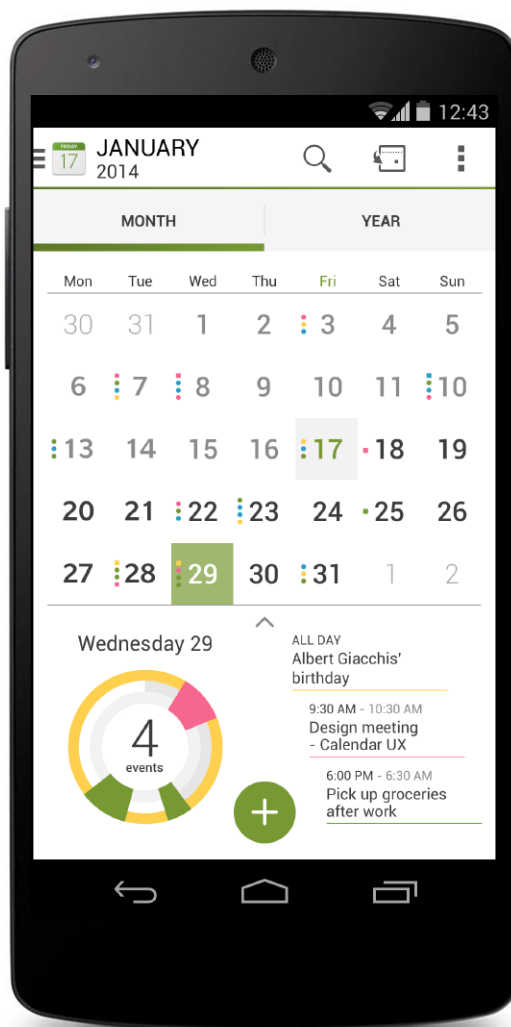 12:43
FRIDAY
17
JANUARY
2014
MONTH YEAR
Mon Tue Wed Thu Fri Sat Sun
30 31 1 2 3 4 5
6 7 8 9 10 11 10
13 14 15 16 17 18 19
20 21 22 23 24 25 26
27 28 29 30 31 1 2
Wednesday 29
4
events
+
ALL DAY
Albert Giacchis'
birthday
9:30 AM - 10:30 AM
Design meeting
- Calendar UX
6:00 PM - 6:30 AM
Pick up groceries
after work